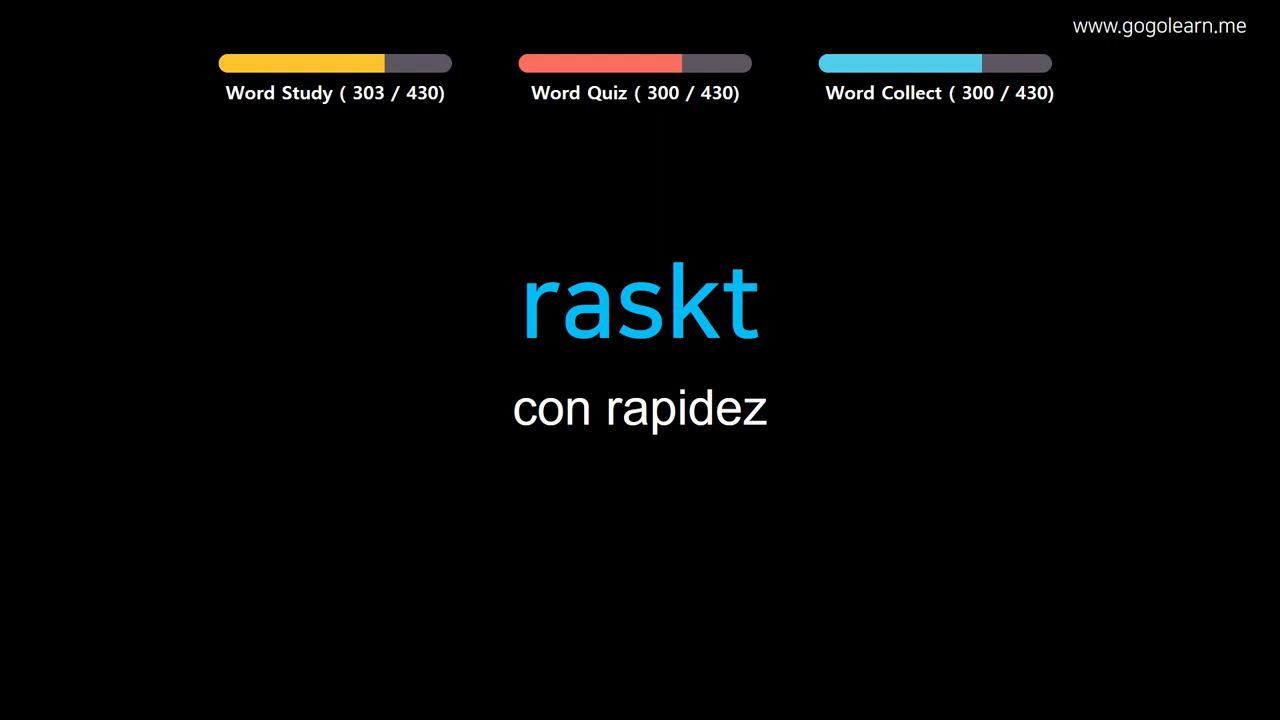 www.gogolearn.me
Word Study ( 303 / 430)
Word Quiz ( 300 / 430)
Word Collect ( 300 / 430)
raskt
con rapidez